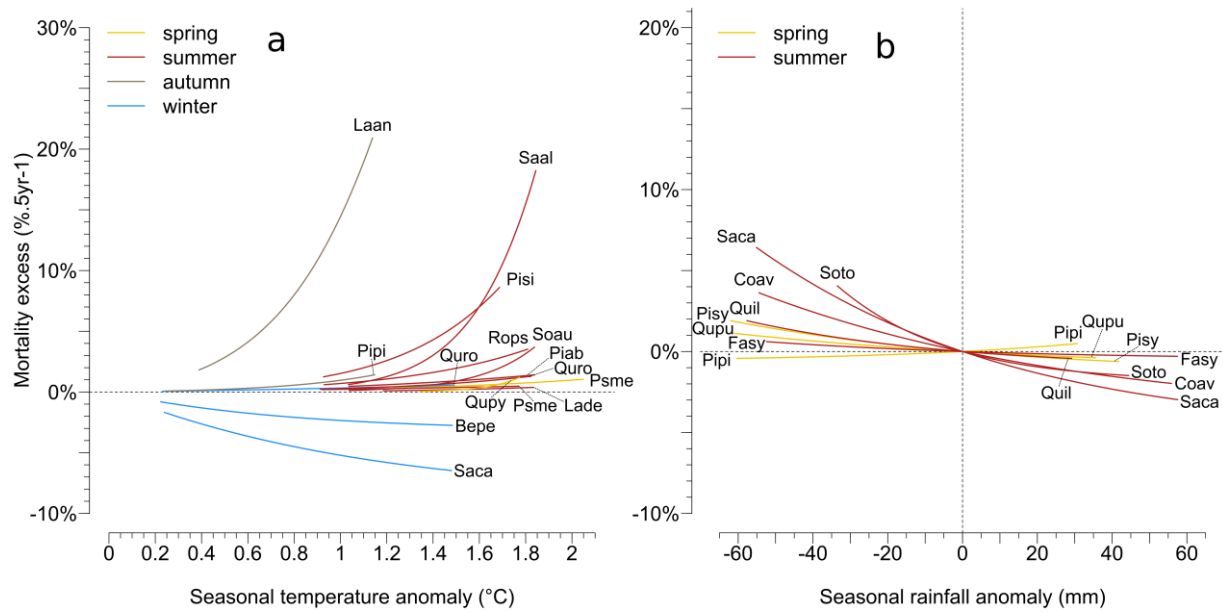 Mortality excess (%.5yr-1)
30%
20%
10%
0%
-10%
spring
summer
autumn
winter
a
Laan
Saal
Pisi
Rops
Soau
Pipi
Quro
Piab
Quro
Psme
Qupy
Psme
Lade
Bepe
Saca
0 0.2 0.4 0.6 0.8 1 1.2 1.4 1.6 1.8 2
Seasonal temperature anomaly (°C)
20%
10%
0%
-10%
spring
summer
b
Saca
Soto
Coav
Quil
Pisy
Qupu
Fasy
Pipi
Qupu
Pipi
Pisy
Fasy
Soto
Quil
Coav
Saca
-60 -40 -20 0 20 40 60
Seasonal rainfall anomaly (mm)